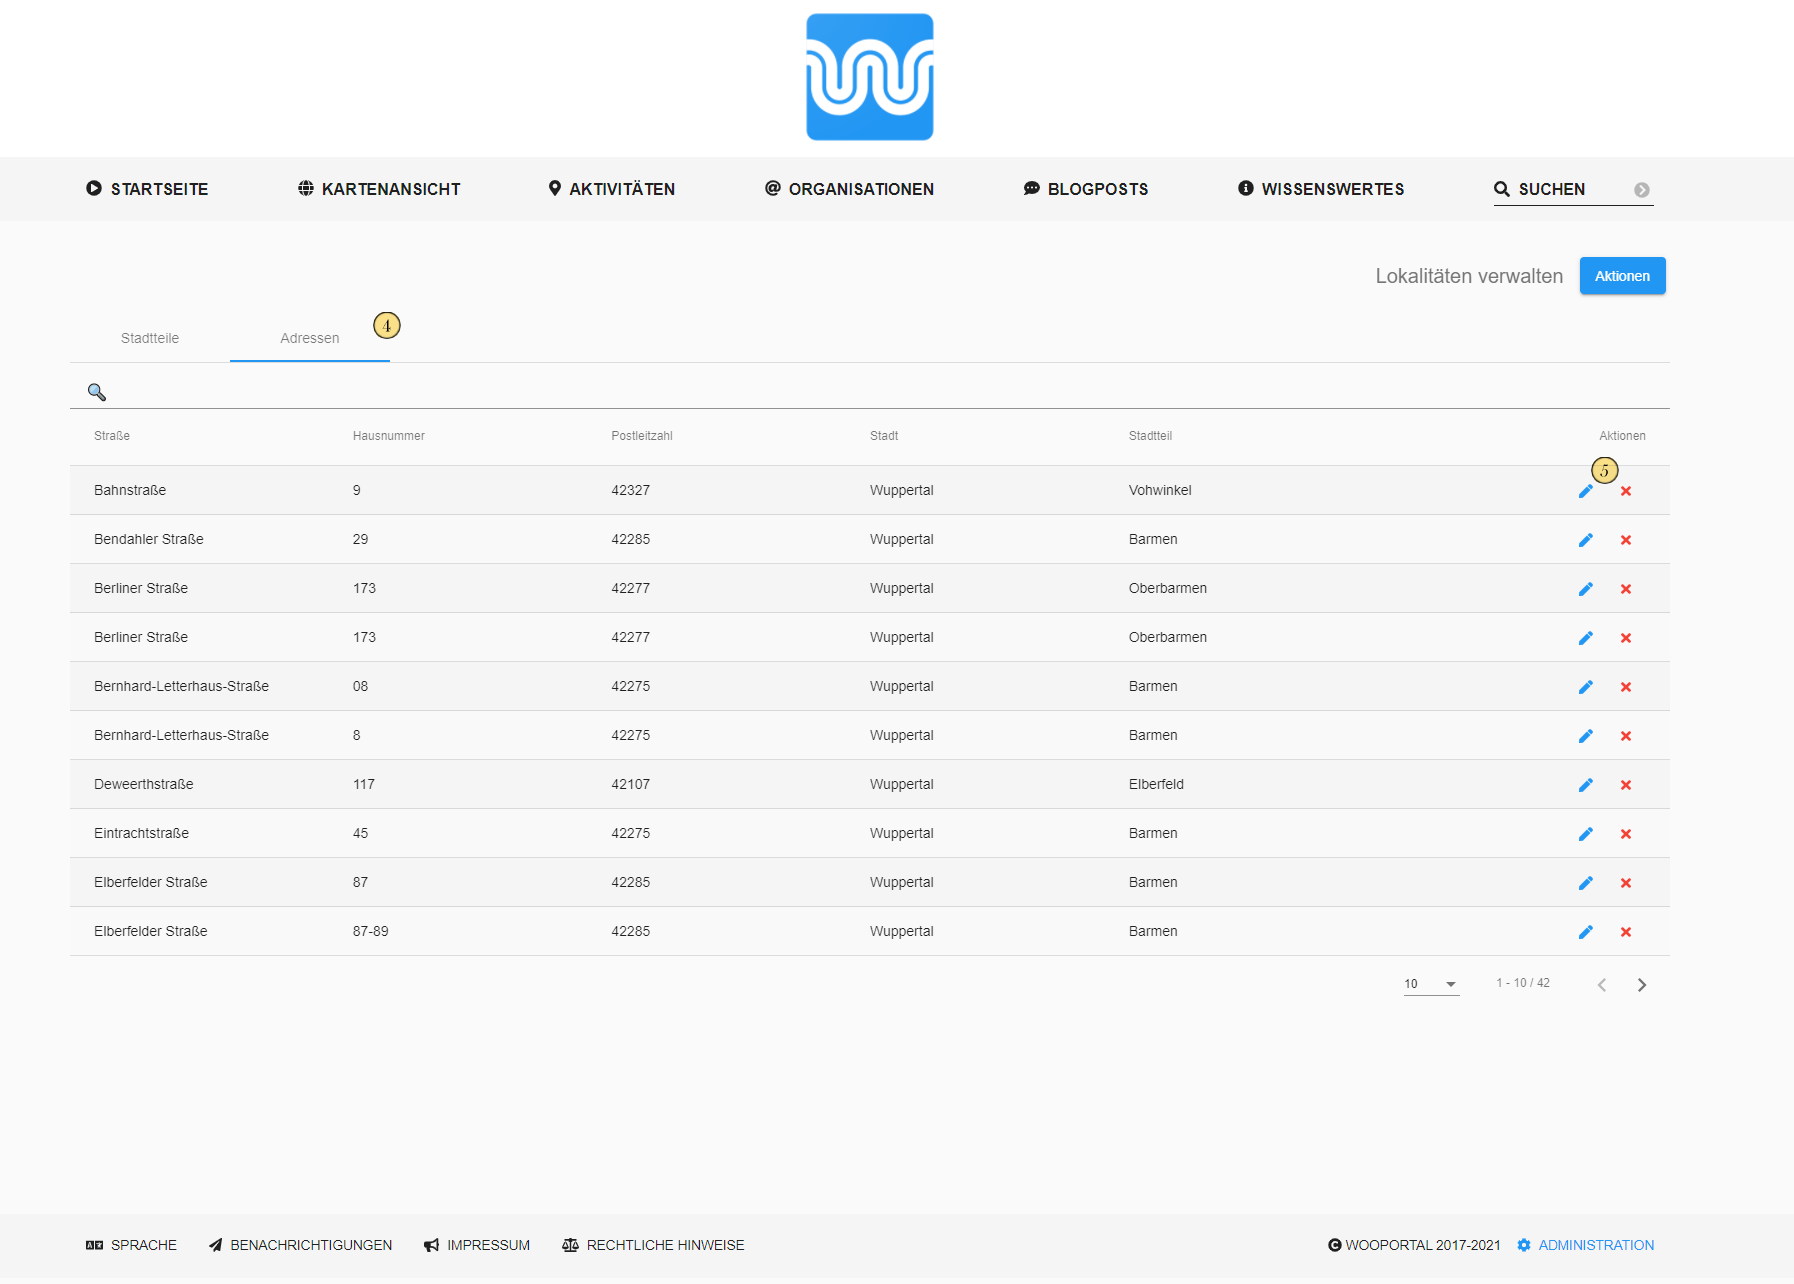 STARTSEITE KARTENANSICHT AKTIVITÄTEN ORGANISATIONEN BLOGPOSTS WISSENSWERTES SUCHEN
Lokalitäten verwalten Aktionen
Stadtteile Adressen 4
Straße Hausnummer Postleitzahl Stadt Stadtteil Aktionen
5
Bahnstraße 9 42327 Wuppertal Vohwinkel
Bendahler Straße 29 42285 Wuppertal Barmen
Berliner Straße 173 42277 Wuppertal Oberbarmen
Berliner Straße 173 42277 Wuppertal Oberbarmen
Bernhard-Letterhaus-Straße 08 42275 Wuppertal Barmen
Bernhard-Letterhaus-Straße 8 42275 Wuppertal Barmen
Deweerthstraße 117 42107 Wuppertal Elberfeld
Eintrachtstraße 45 42275 Wuppertal Barmen
Elberfelder Straße 87 42285 Wuppertal Barmen
Elberfelder Straße 87-89 42285 Wuppertal Barmen
10 1 - 10 / 42
SPRACHE BENACHRICHTIGUNGEN IMPRESSUM RECHTLICHE HINWEISE © WOOPORTAL 2017-2021 ADMINISTRATION